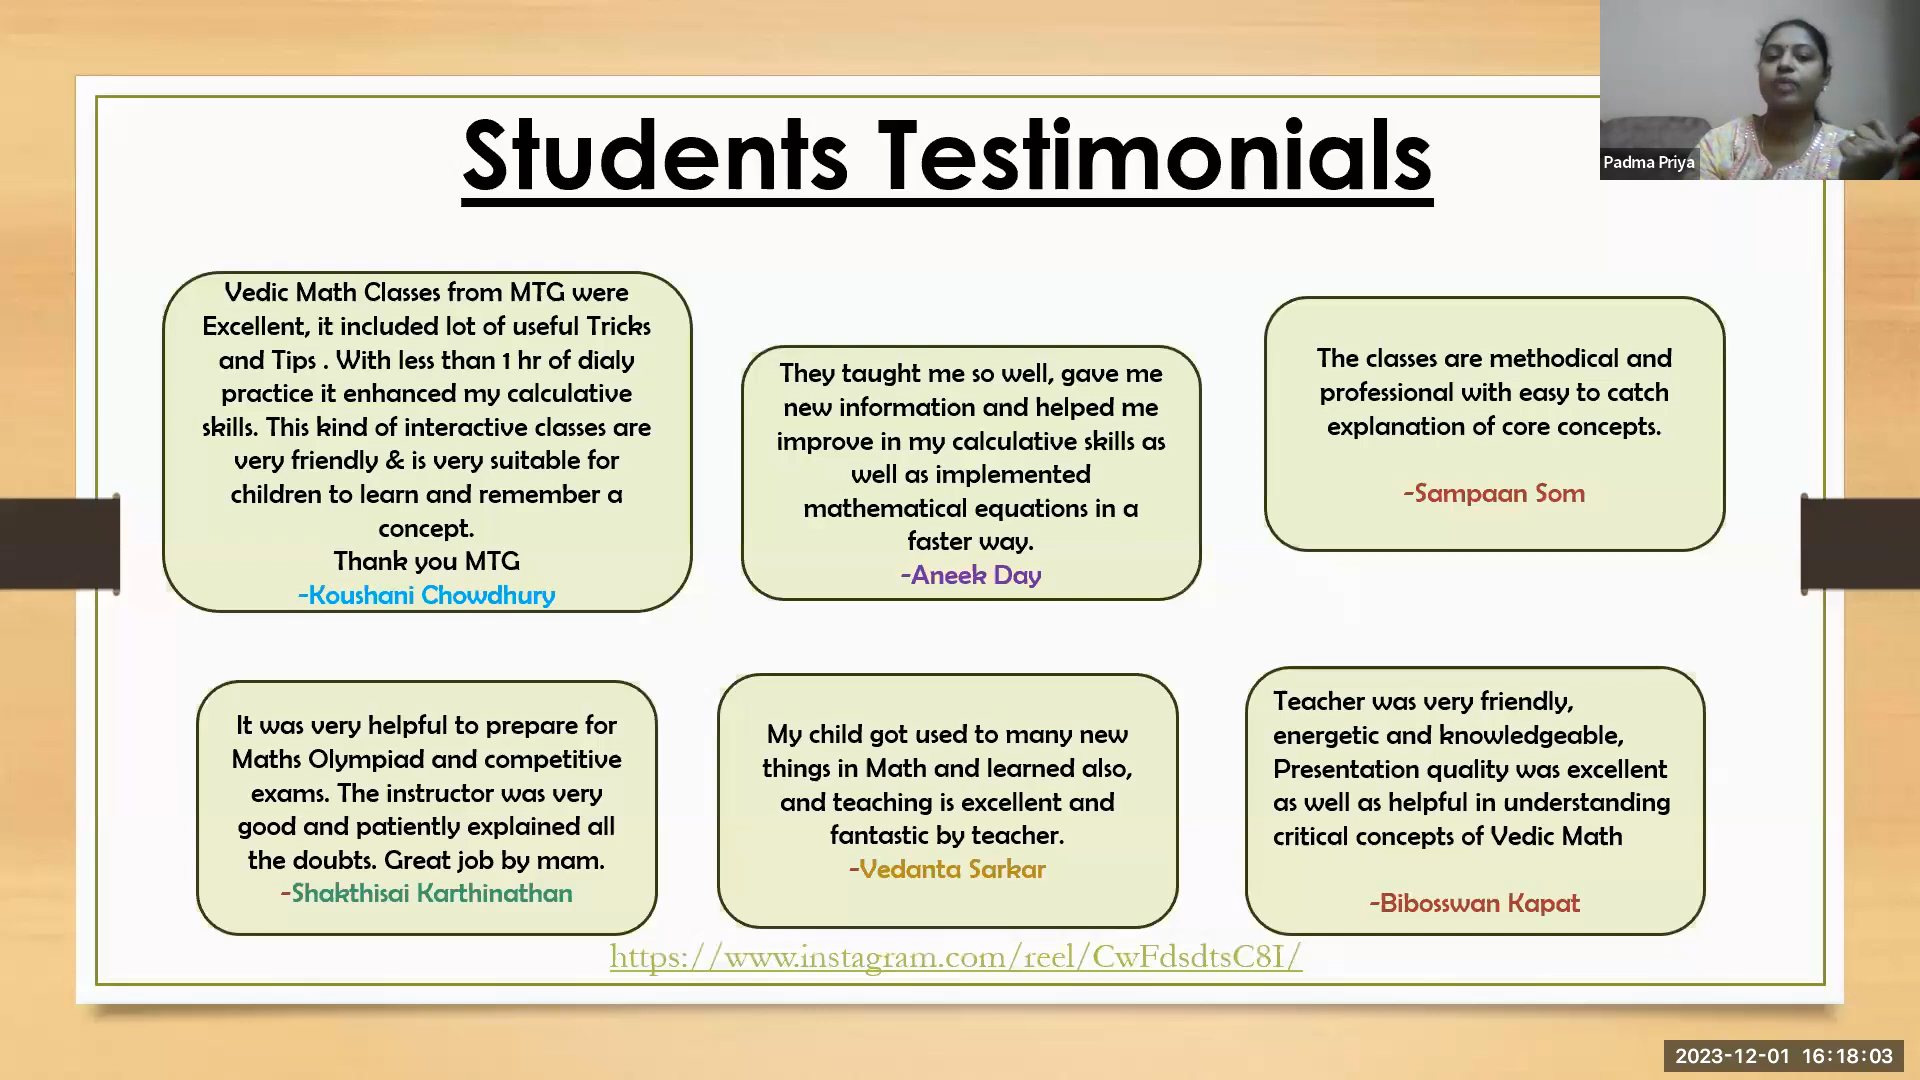 Students Testimonials
Padma Priya
Vedic Math Classes from MTG were
Excellent, it included lot of useful Tricks
and Tips . With less than 1 hr of dialy
practice it enhanced my calculative
skills. This kind of interactive classes are
very friendly & is very suitable for
children to learn and remember a
concept.
Thank you MTG
-Koushani Chowdhury
They taught me so well, gave me
new information and helped me
improve in my calculative skills as
well as implemented
mathematical equations in a
faster way.
-Aneek Day
The classes are methodical and
professional with easy to catch
explanation of core concepts.
-Sampaan Som
It was very helpful to prepare for
Maths Olympiad and competitive
exams. The instructor was very
good and patiently explained all
the doubts. Great job by mam.
-Shakthisai Karthinathan
My child got used to many new
things in Math and learned also,
and teaching is excellent and
fantastic by teacher.
-Vedanta Sarkar
Teacher was very friendly,
energetic and knowledgeable,
Presentation quality was excellent
as well as helpful in understanding
critical concepts of Vedic Math
-Bibosswan Kapat
https://www.instagram.com/reel/CwFdsdtsC8I/
2023-12-01 16:18:03